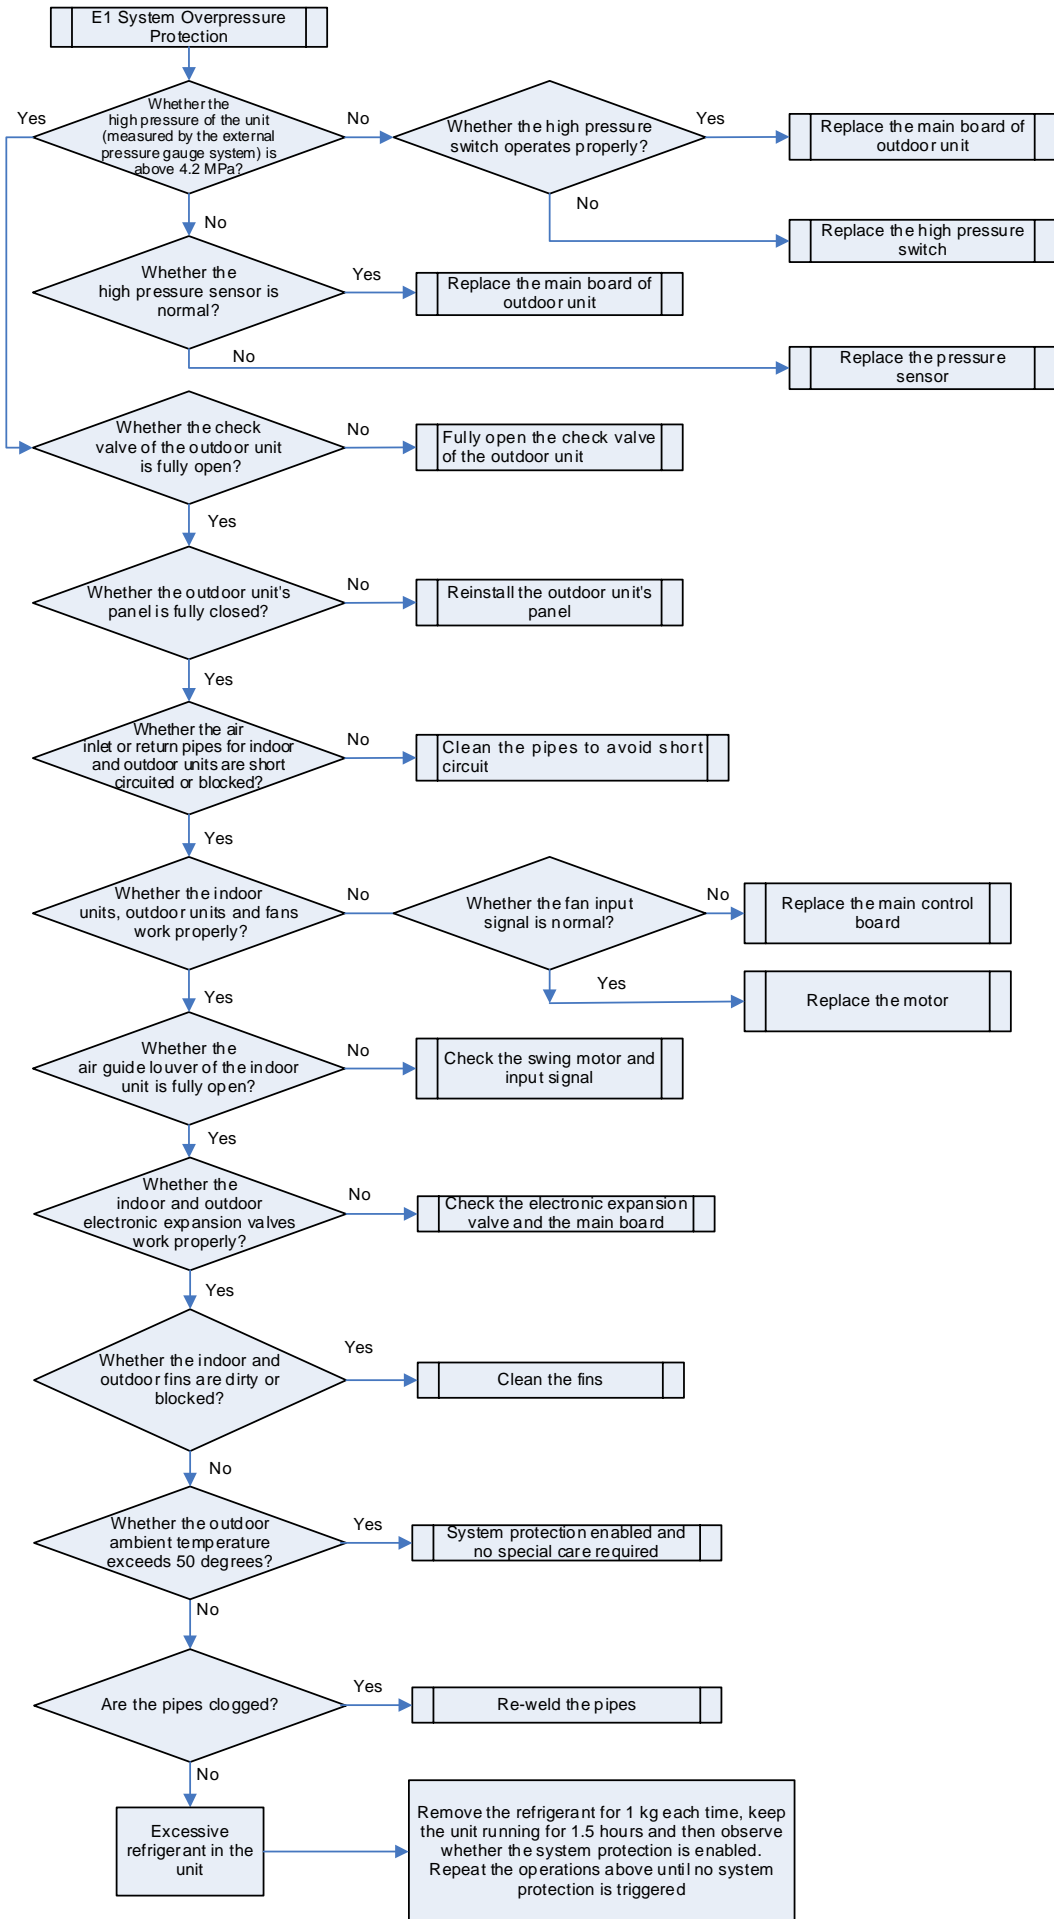 E1 System Overpressure
Protection
Whether the
high pressure of the unit
(measured by the external
pressure gauge system) is
above 4.2 MPa?
Yes
No
Whether the high pressure
switch operates properly?
Yes
Replace the main board of
outdoor unit
No
Replace the high pressure
switch
No
Whether the
high pressure sensor is
normal?
Yes
Replace the main board of
outdoor unit
No
Replace the pressure
sensor
Whether the check
valve of the outdoor unit
is fully open?
No
Fully open the check valve
of the outdoor unit
Yes
Whether the outdoor unit's
panel is fully closed?
No
Reinstall the outdoor unit's
panel
Yes
Whether the air
inlet or return pipes for indoor
and outdoor units are short
circuited or blocked?
No
Clean the pipes to avoid short
circuit
Yes
Whether the indoor
units, outdoor units and fans
work properly?
No
Whether the fan input
signal is normal?
No
Replace the main control
board
Yes
Replace the motor
Yes
Whether the
air guide louver of the indoor
unit is fully open?
No
Check the swing motor and
input signal
Yes
Whether the
indoor and outdoor
electronic expansion valves
work properly?
No
Check the electronic expansion
valve and the main board
Yes
Whether the indoor and
outdoor fins are dirty or
blocked?
Yes
Clean the fins
No
Whether the outdoor
ambient temperature
exceeds 50 degrees?
Yes
System protection enabled and
no special care required
No
Are the pipes clogged?
Yes
Re-weld the pipes
No
Excessive
refrigerant in the
unit
Remove the refrigerant for 1 kg each time, keep
the unit running for 1.5 hours and then observe
whether the system protection is enabled.
Repeat the operations above until no system
protection is triggered